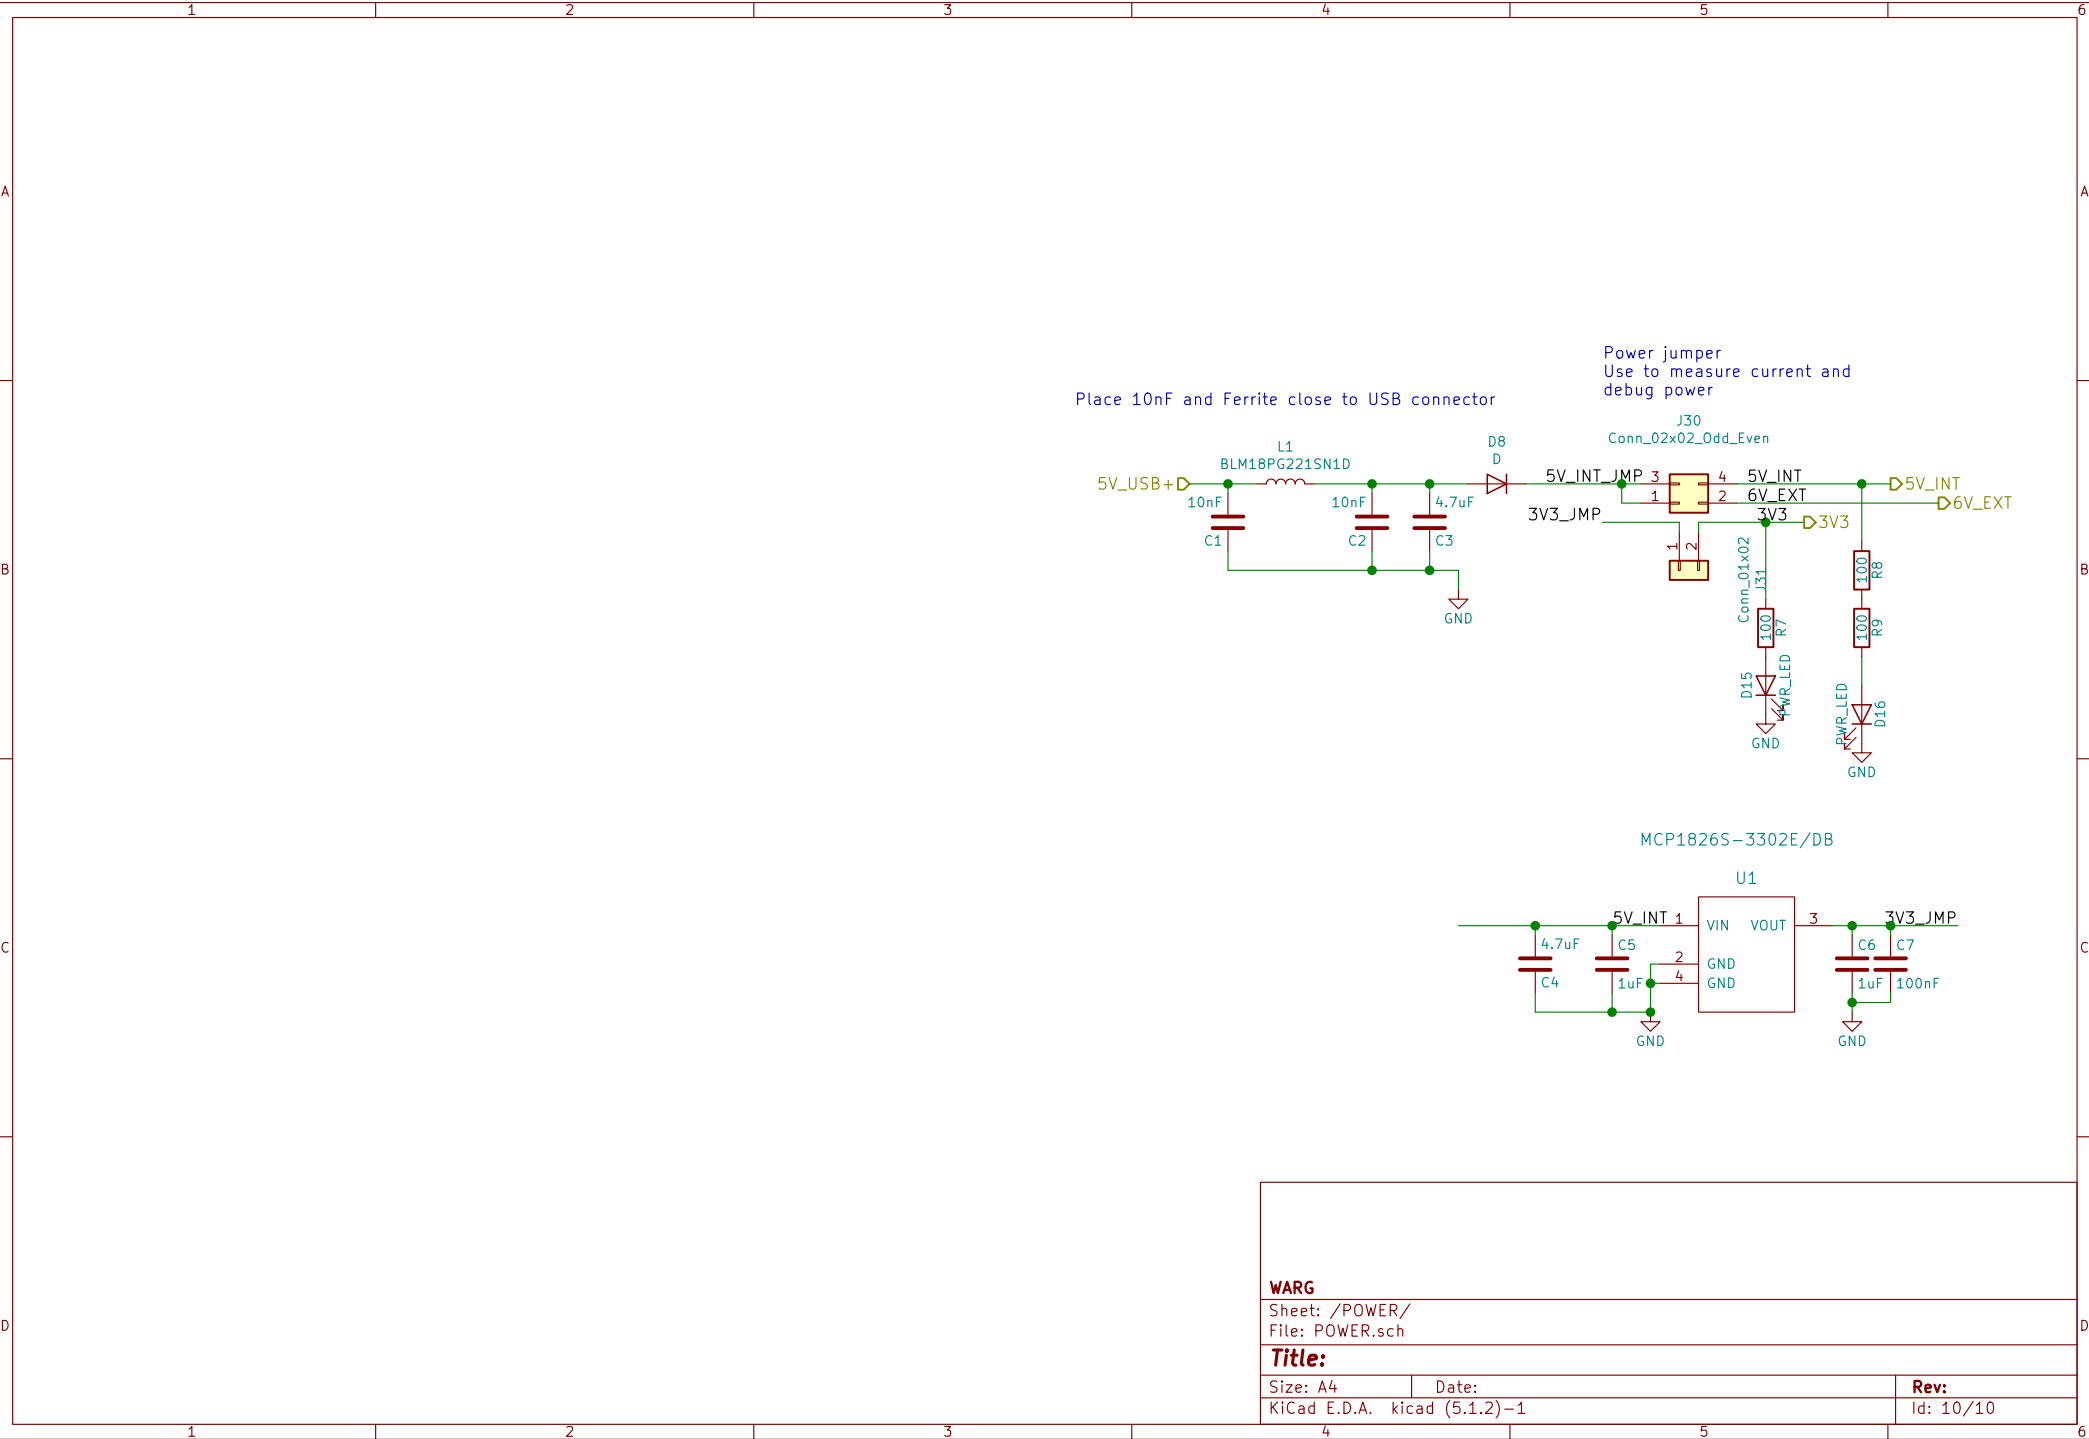 1 2 3 4 5 6
A A
Power jumper
Use to measure current and
debug power
Place 10nF and Ferrite close to USB connector
J30
Conn_02x02_Odd_Even
D8
D
L1
BLM18PG221SN1D
5V_USB+
5V_INT_JMP 3 4 5V_INT
5V_INT
1 2 6V_EXT
6V_EXT
10nF
10nF
4.7uF
3V3_JMP
3V3
3V3
C1
C2
C3
1 2
Conn_01x02
J31
100 R8
B B
GND
100 R7
100 R9
D15
PWR_LED
PWR_LED
D16
GND
GND
MCP1826S-3302E/DB
U1
5V_INT 1 VIN VOUT 3 3V3_JMP
4.7uF
C5
C6
C7
C C
2 GND
C4
1uF
4 GND
1uF
100nF
GND
GND
WARG
Sheet: /POWER/
File: POWER.sch
D D
Title:
Size: A4
Date:
Rev:
KiCad E.D.A. kicad (5.1.2)-1
Id: 10/10
1 2 3 4 5 6